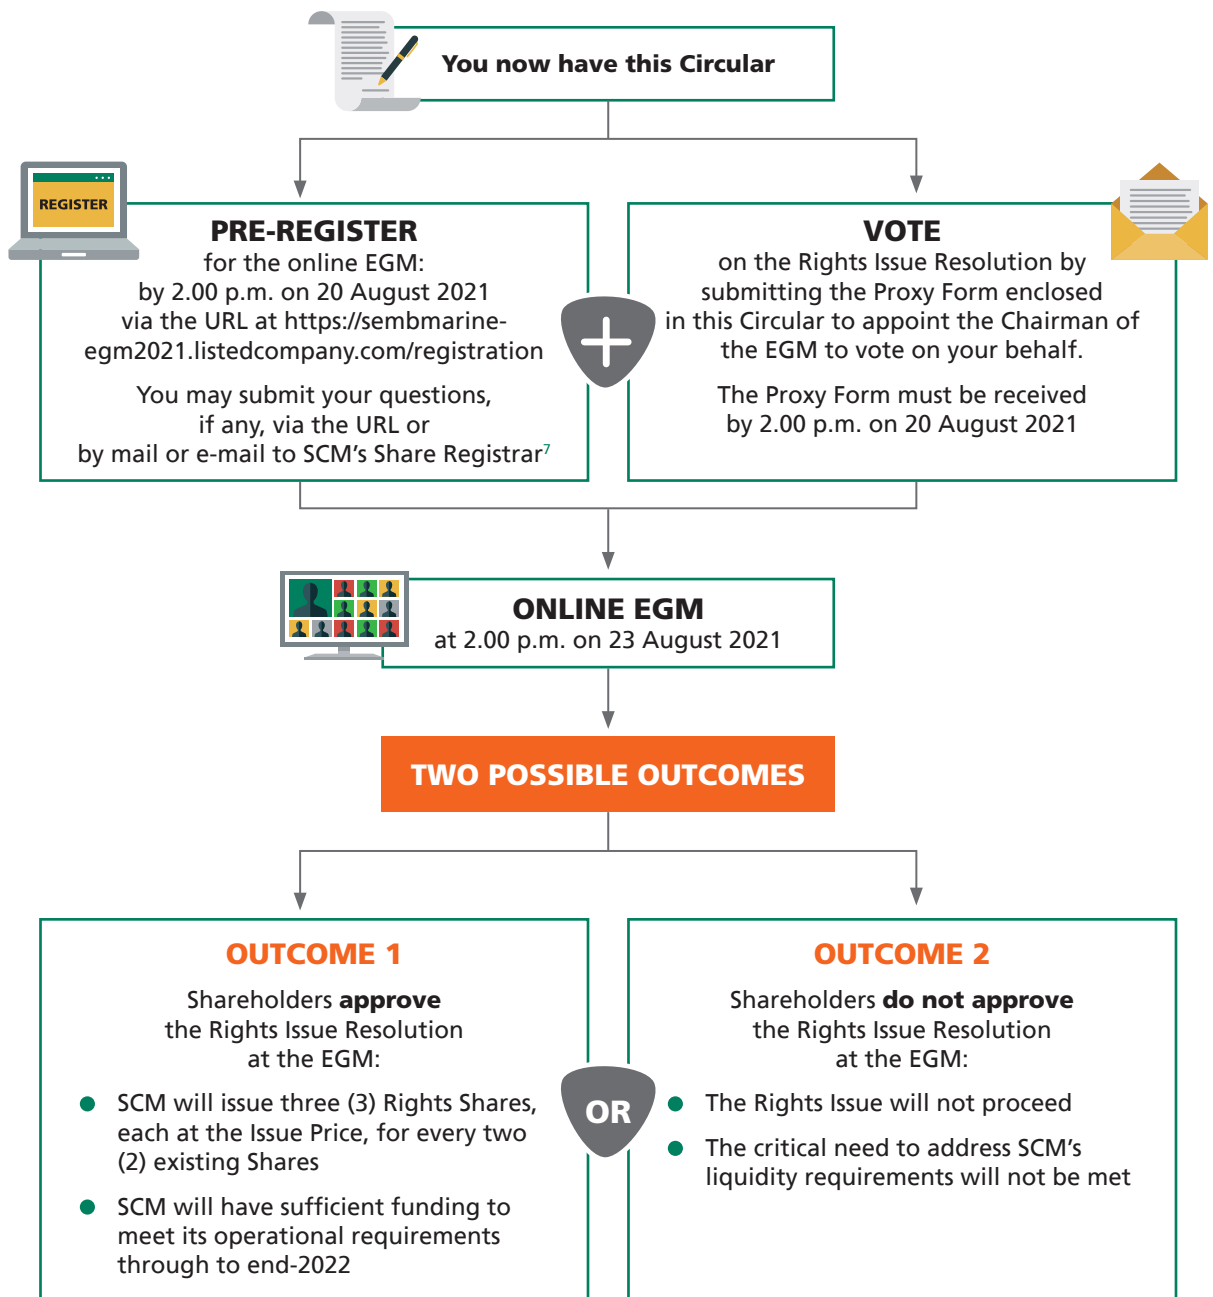 You now have this Circular
REGISTER
PRE-REGISTER
for the online EGM:
by 2.00 p.m. on 20 August 2021
via the URL at https://sembmarine-
egm2021.listedcompany.com/registration
You may submit your questions,
if any, via the URL or
by mail or e-mail to SCM’s Share Registrar7
+
VOTE
on the Rights Issue Resolution by
submitting the Proxy Form enclosed
in this Circular to appoint the Chairman of
the EGM to vote on your behalf.
The Proxy Form must be received
by 2.00 p.m. on 20 August 2021
ONLINE EGM
at 2.00 p.m. on 23 August 2021
TWO POSSIBLE OUTCOMES
OUTCOME 1
Shareholders approve
the Rights Issue Resolution
at the EGM:
● SCM will issue three (3) Rights Shares,
each at the Issue Price, for every two
(2) existing Shares
● SCM will have sufficient funding to
meet its operational requirements
through to end-2022
OR
OUTCOME 2
Shareholders do not approve
the Rights Issue Resolution
at the EGM:
● The Rights Issue will not proceed
● The critical need to address SCM’s
liquidity requirements will not be met